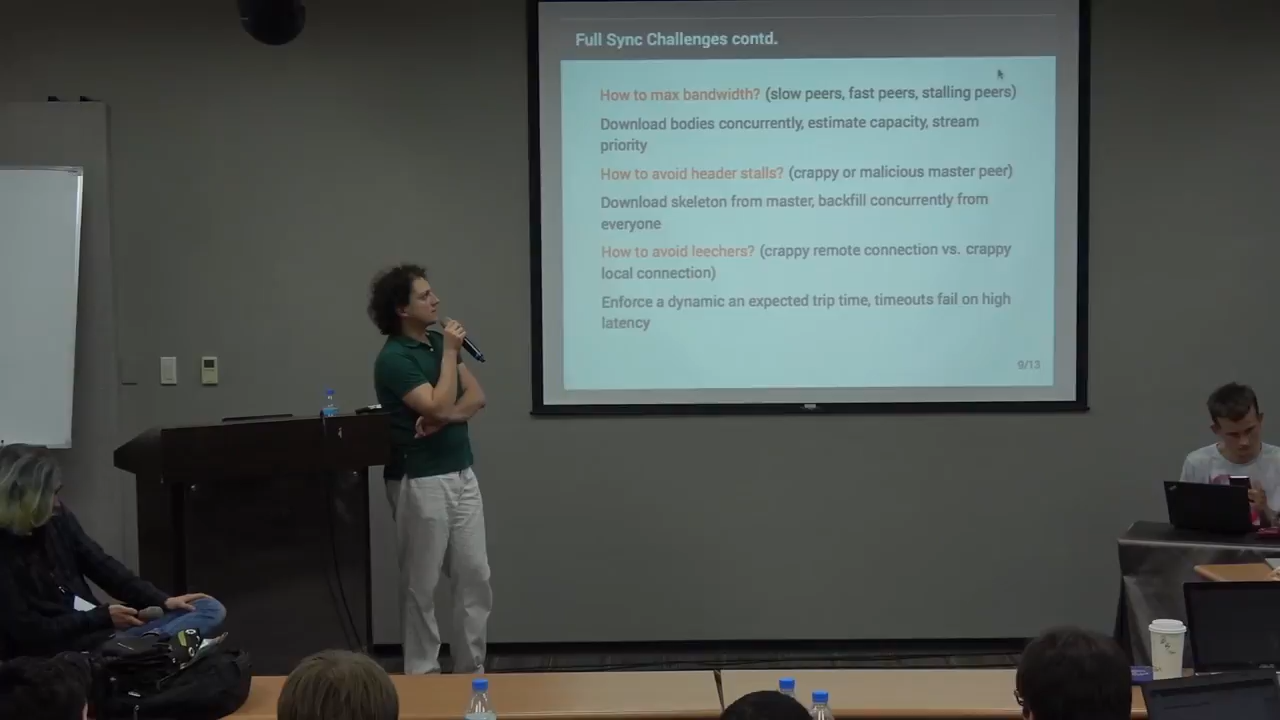 Full Sync Challenges contd.
How to max bandwidth? (slow peers, fast peers, stalling peers)
Download bodies concurrently, estimate capacity, stream
priority
How to avoid header stalls? (crappy or malicious master peer)
Download skeleton from master, backfill concurrently from
everyone
How to avoid leechers? (crappy remote connection vs. crappy
local connection)
Enforce a dynamic an expected trip time, timeouts fail on high
latency
9/13